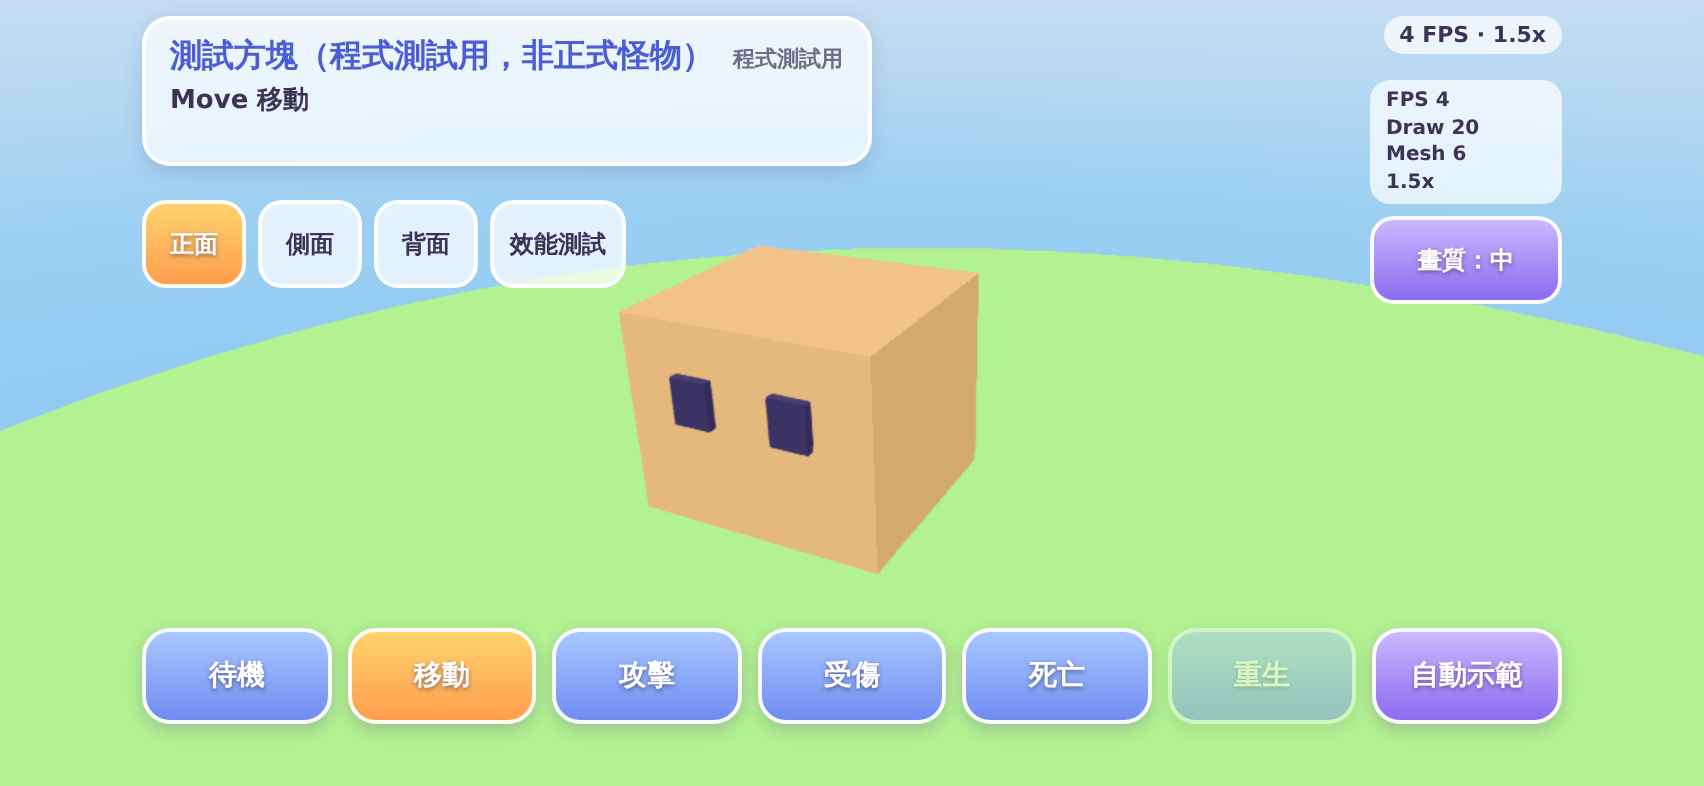 測試方塊（程式測試用，非正式怪物） 程式測試用
Move 移動
4 FPS · 1.5x
FPS 4
Draw 20
Mesh 6
1.5x
正面
側面
背面
效能測試
畫質：中
待機
移動
攻擊
受傷
死亡
重生
自動示範